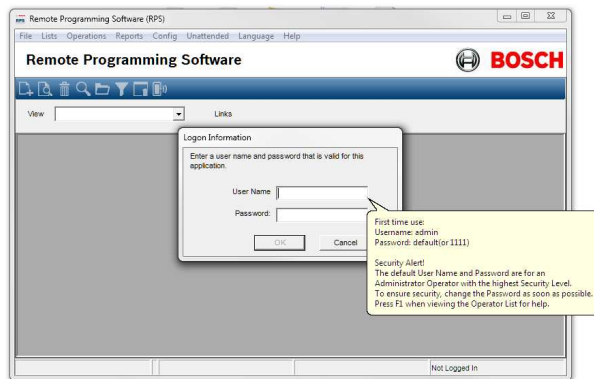 Remote Programming Software (RPS)
File Lists Operations Reports Config Unattended Language Help
Remote Programming Software
BOSCH
View
Links
Logon Information
Enter a user name and password that is valid for this
application.
User Name
Password:
OK
Cancel
First time use:
Username: admin
Password: default(or 1111)
Security Alert!
The default User Name and Password are for an
Administrator Operator with the highest Security Level.
To ensure security, change the Password as soon as possible.
Press F1 when viewing the Operator List for help.
Not Logged In